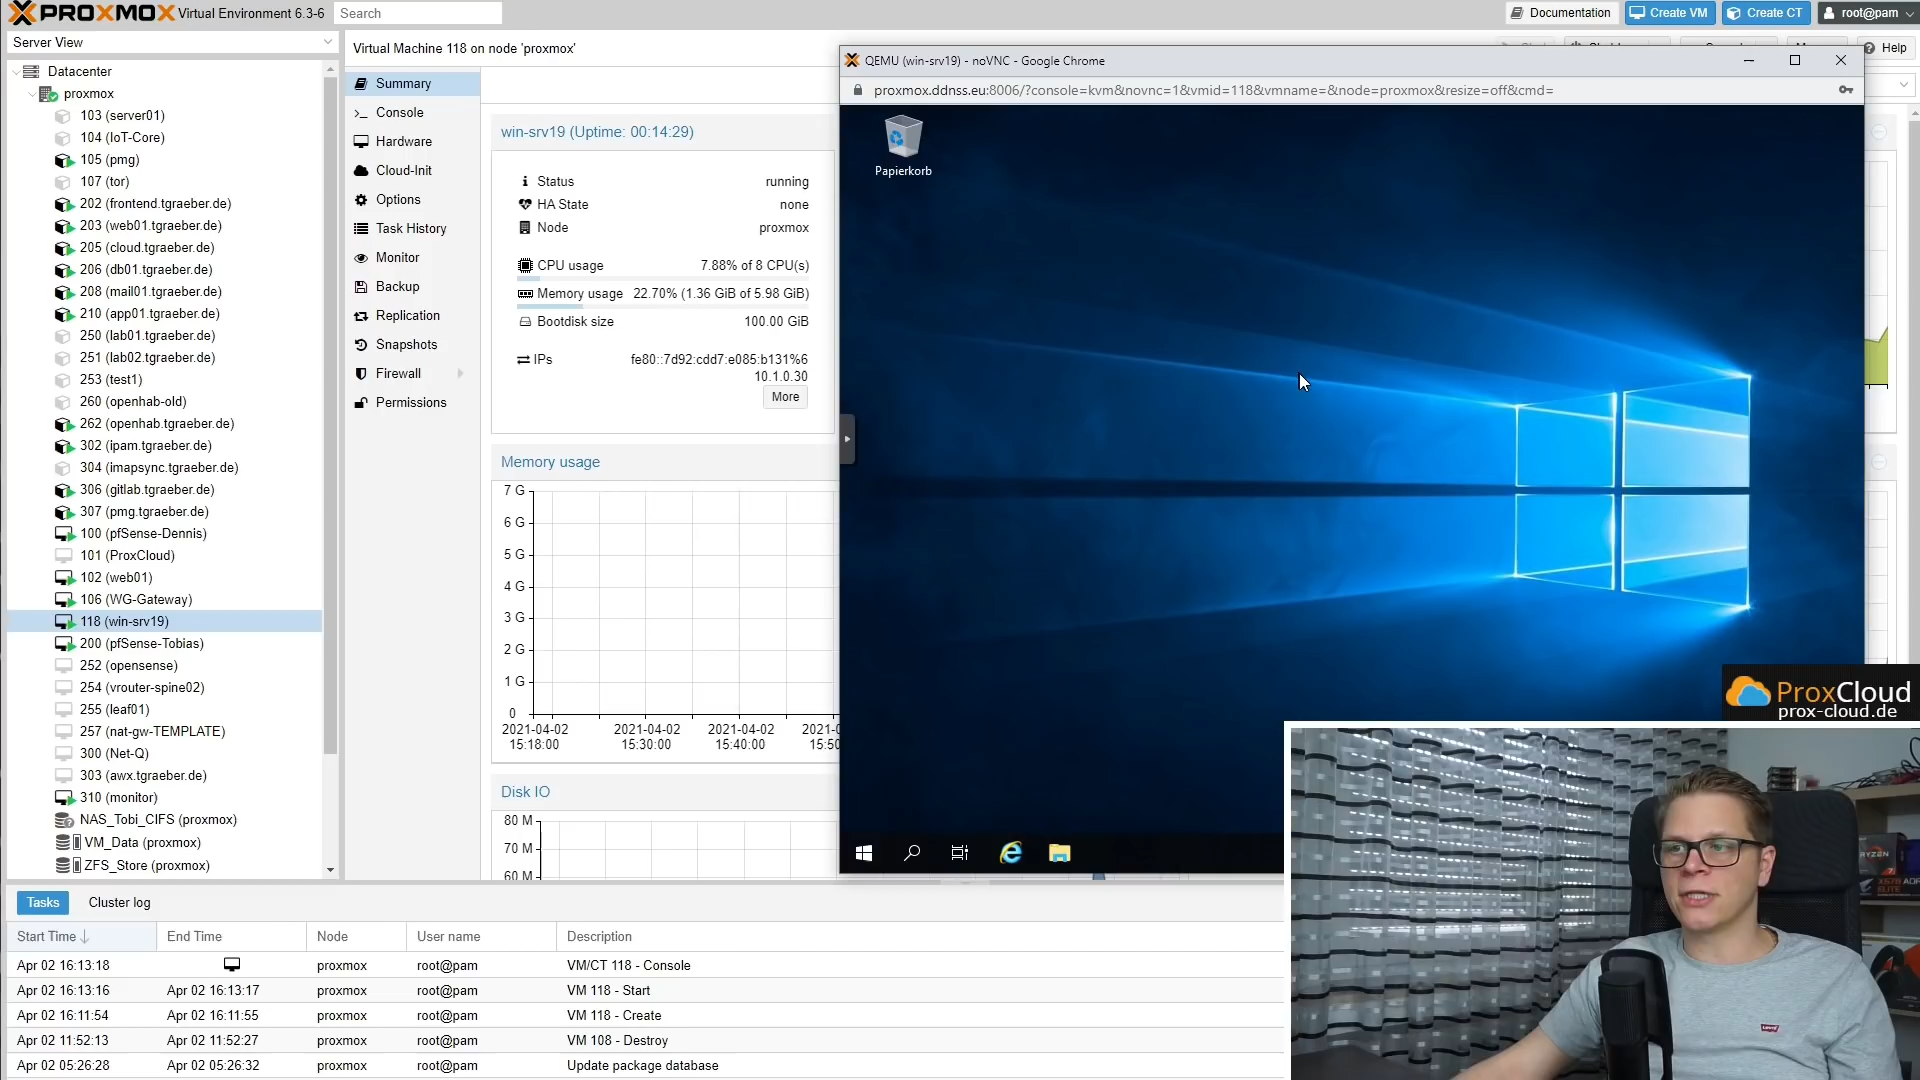 PROXMOX Virtual Environment 6.3-6 Search
Documentation Create VM Create CT root@pam
Server View
Help
Datacenter
proxmox
103 (server01)
104 (IoT-Core)
105 (pmg)
107 (tor)
202 (frontend.tgraeber.de)
203 (web01.tgraeber.de)
205 (cloud.tgraeber.de)
206 (db01.tgraeber.de)
208 (mail01.tgraeber.de)
210 (app01.tgraeber.de)
250 (lab01.tgraeber.de)
251 (lab02.tgraeber.de)
253 (test1)
260 (openhab-old)
262 (openhab.tgraeber.de)
302 (ipam.tgraeber.de)
304 (imapsync.tgraeber.de)
306 (gitlab.tgraeber.de)
307 (pmg.tgraeber.de)
100 (pfSense-Dennis)
101 (ProxCloud)
102 (web01)
106 (WG-Gateway)
118 (win-srv19)
200 (pfSense-Tobias)
252 (opensense)
254 (vrouter-spine02)
255 (leaf01)
257 (nat-gw-TEMPLATE)
300 (Net-Q)
303 (awx.tgraeber.de)
310 (monitor)
NAS_Tobi_CIFS (proxmox)
VM_Data (proxmox)
ZFS_Store (proxmox)
Virtual Machine 118 on node 'proxmox'
Summary
Console
Hardware
Cloud-Init
Options
Task History
Monitor
Backup
Replication
Snapshots
Firewall
Permissions
win-srv19 (Uptime: 00:14:29)
Status running
HA State none
Node proxmox
CPU usage 7.88% of 8 CPU(s)
Memory usage 22.70% (1.36 GiB of 5.98 GiB)
Bootdisk size 100.00 GiB
IPs fe80::7d92:cdd7:e085:b131%6
10.1.0.30
More
Memory usage
7 G
6 G
5 G
4 G
3 G
2 G
1 G
0
2021-04-02 2021-04-02 2021-04-02 2021-0
15:18:00 15:30:00 15:40:00 15:50
Disk IO
80 M
70 M
60 M
QEMU (win-srv19) - noVNC - Google Chrome
proxmox.ddnss.eu:8006/?console=kvm&novnc=1&vmid=118&vmname=&node=proxmox&resize=off&cmd=
Papierkorb
ProxCloud
prox-cloud.de
RYZEN
Levi's
Tasks Cluster log
Start Time End Time Node User name Description
Apr 02 16:13:18 proxmox root@pam VM/CT 118 - Console
Apr 02 16:13:16 Apr 02 16:13:17 proxmox root@pam VM 118 - Start
Apr 02 16:11:54 Apr 02 16:11:55 proxmox root@pam VM 118 - Create
Apr 02 11:52:13 Apr 02 11:52:27 proxmox root@pam VM 108 - Destroy
Apr 02 05:26:28 Apr 02 05:26:32 proxmox root@pam Update package database